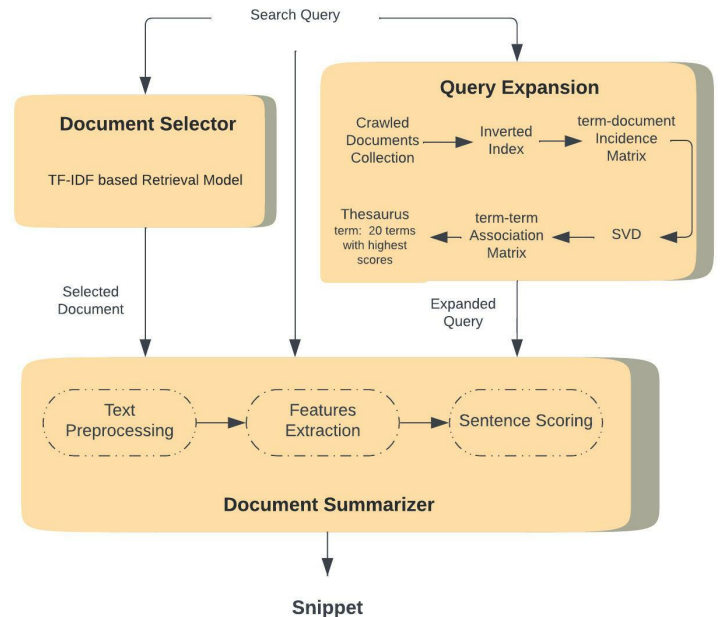 Search Query
Document Selector
TF-IDF based Retrieval Model
Query Expansion
Crawled
Documents
Collection
Inverted
Index
term-document
Incidence
Matrix
Thesaurus
term: 20 terms
with highest
scores
term-term
Association
Matrix
SVD
Selected
Document
Expanded
Query
Text
Preprocessing
Features
Extraction
Sentence Scoring
Document Summarizer
Snippet